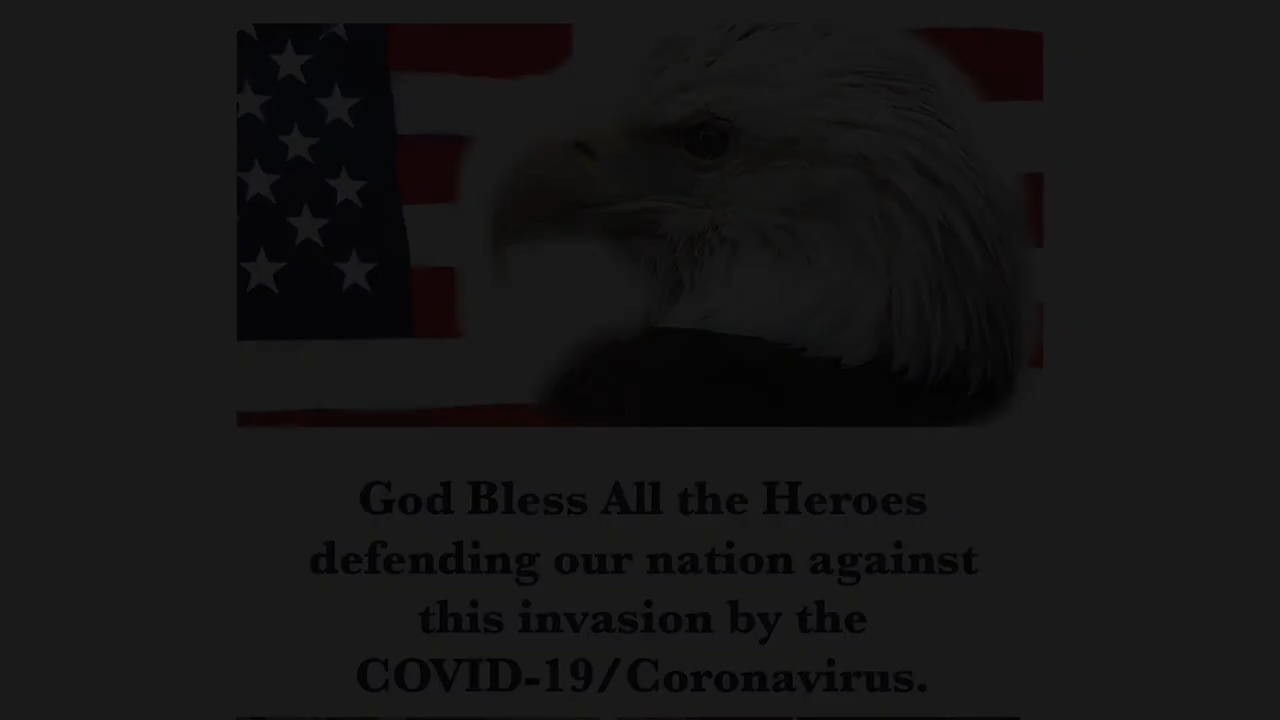 God Bless All the Heroes
defending our nation against
this invasion by the
COVID-19/Coronavirus.